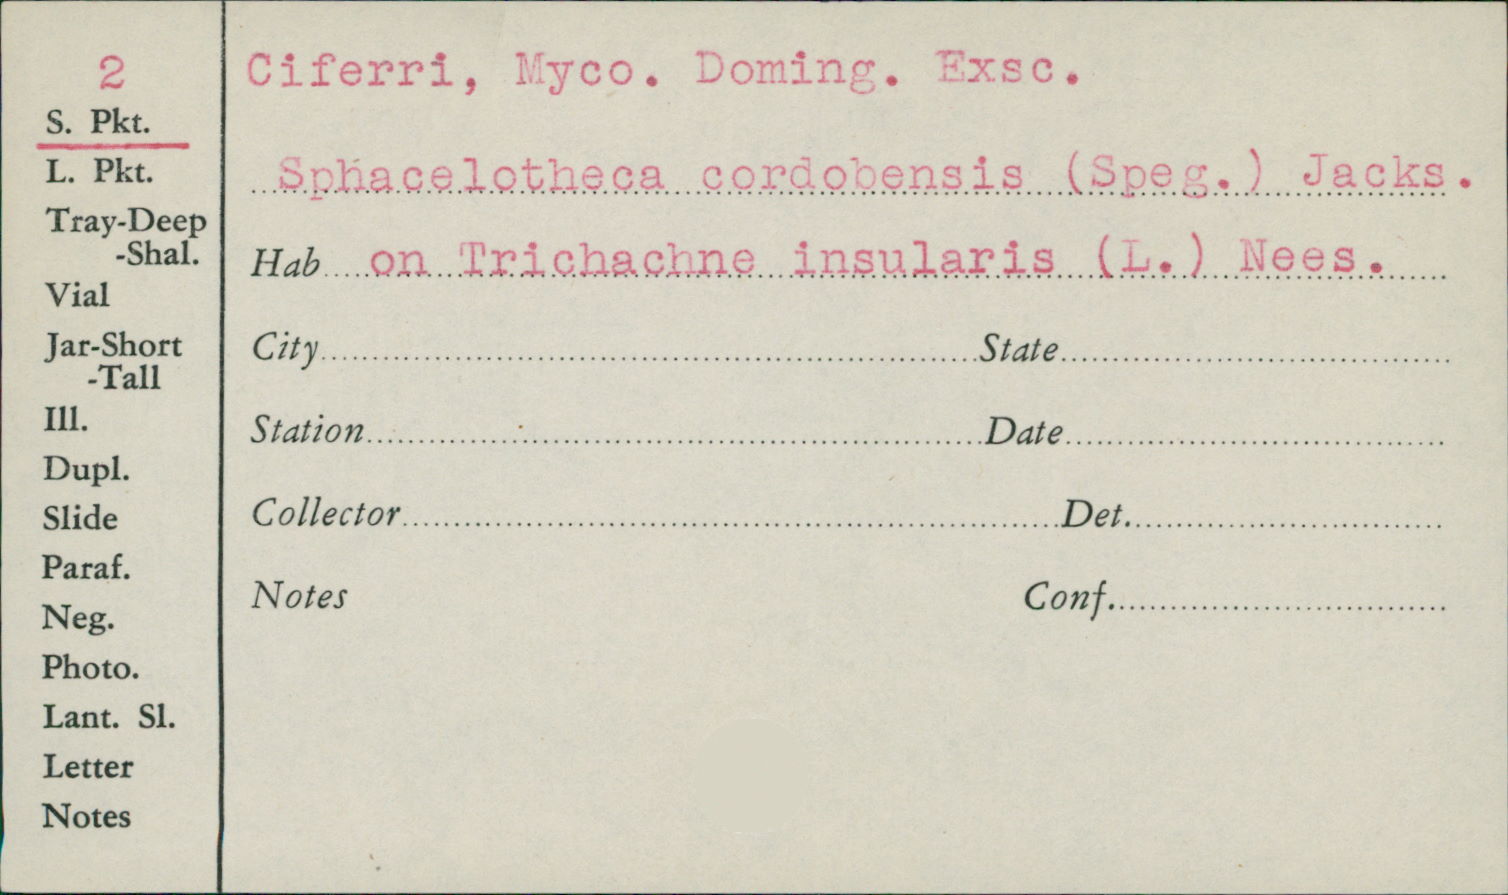 2
S. Pkt.
L. Pkt.
Tray-Deep
-Shal.
Vial
Jar-Short
-Tall
Ill.
Dupl.
Slide
Paraf.
Neg.
Photo.
Lant. Sl.
Letter
Notes
Ciferri, Myco. Doming. Exsc.
Sphacelotheca cordobensis (Speg.) Jacks.
Hab on Trichachne insularis (L.) Nees.
City State
Station Date
Collector Det.
Notes Conf.